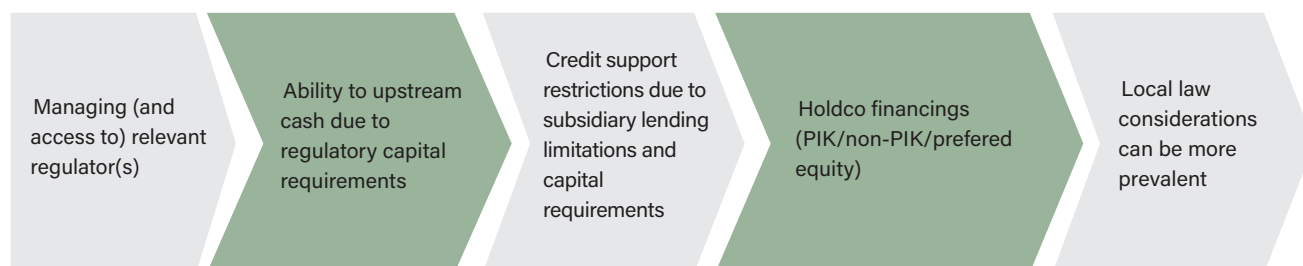 Managing (and
access to) relevant
regulator(s)
Ability to upstream
cash due to
regulatory capital
requirements
Credit support
restrictions due to
subsidiary lending
limitations and
capital
requirements
Holdco financings
(PIK/non-PIK/prefered
equity)
Local law
considerations
can be more
prevalent